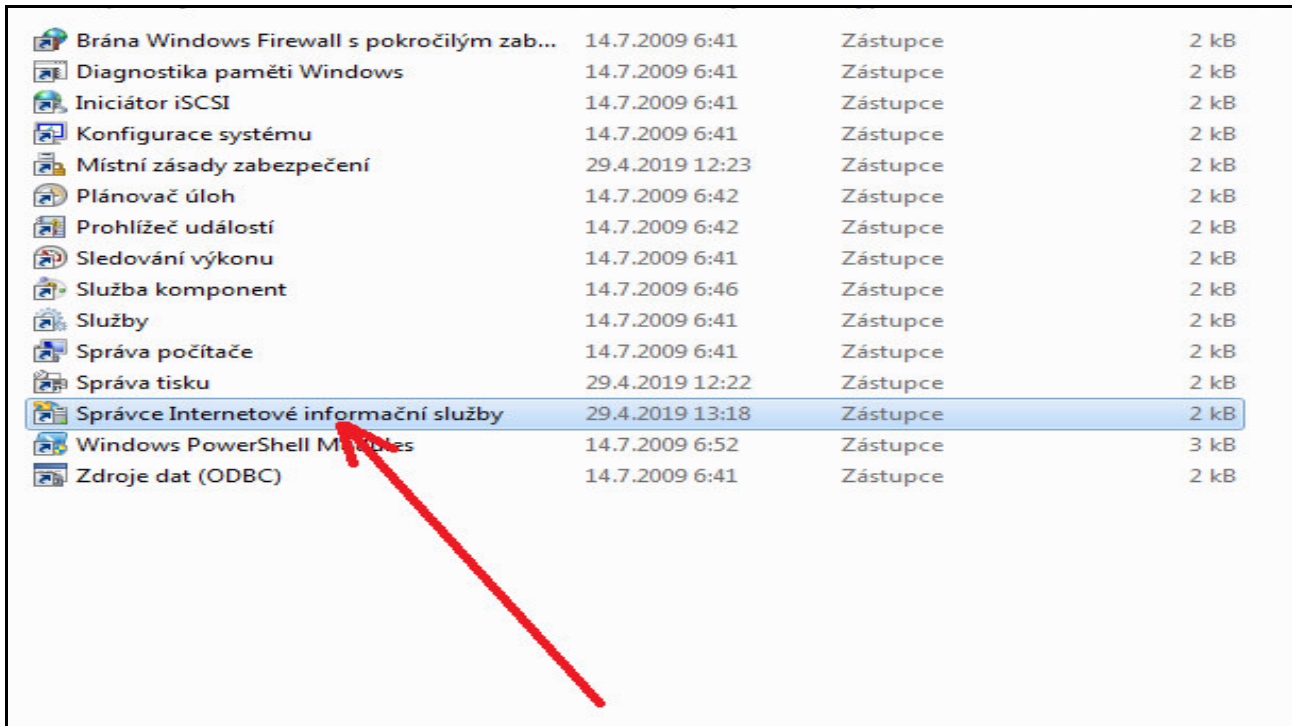 Brána Windows Firewall s pokročilým zab... 14.7.2009 6:41 Zástupce 2 kB
Diagnostika paměti Windows 14.7.2009 6:41 Zástupce 2 kB
Iniciátor iSCSI 14.7.2009 6:41 Zástupce 2 kB
Konfigurace systému 14.7.2009 6:41 Zástupce 2 kB
Místní zásady zabezpečení 29.4.2019 12:23 Zástupce 2 kB
Plánovač úloh 14.7.2009 6:42 Zástupce 2 kB
Prohlížeč událostí 14.7.2009 6:42 Zástupce 2 kB
Sledování výkonu 14.7.2009 6:41 Zástupce 2 kB
Služba komponent 14.7.2009 6:46 Zástupce 2 kB
Služby 14.7.2009 6:41 Zástupce 2 kB
Správa počítače 14.7.2009 6:41 Zástupce 2 kB
Správa tisku 29.4.2019 12:22 Zástupce 2 kB
Správce Internetové informační služby 29.4.2019 13:18 Zástupce 2 kB
Windows PowerShell Modules 14.7.2009 6:52 Zástupce 3 kB
Zdroje dat (ODBC) 14.7.2009 6:41 Zástupce 2 kB